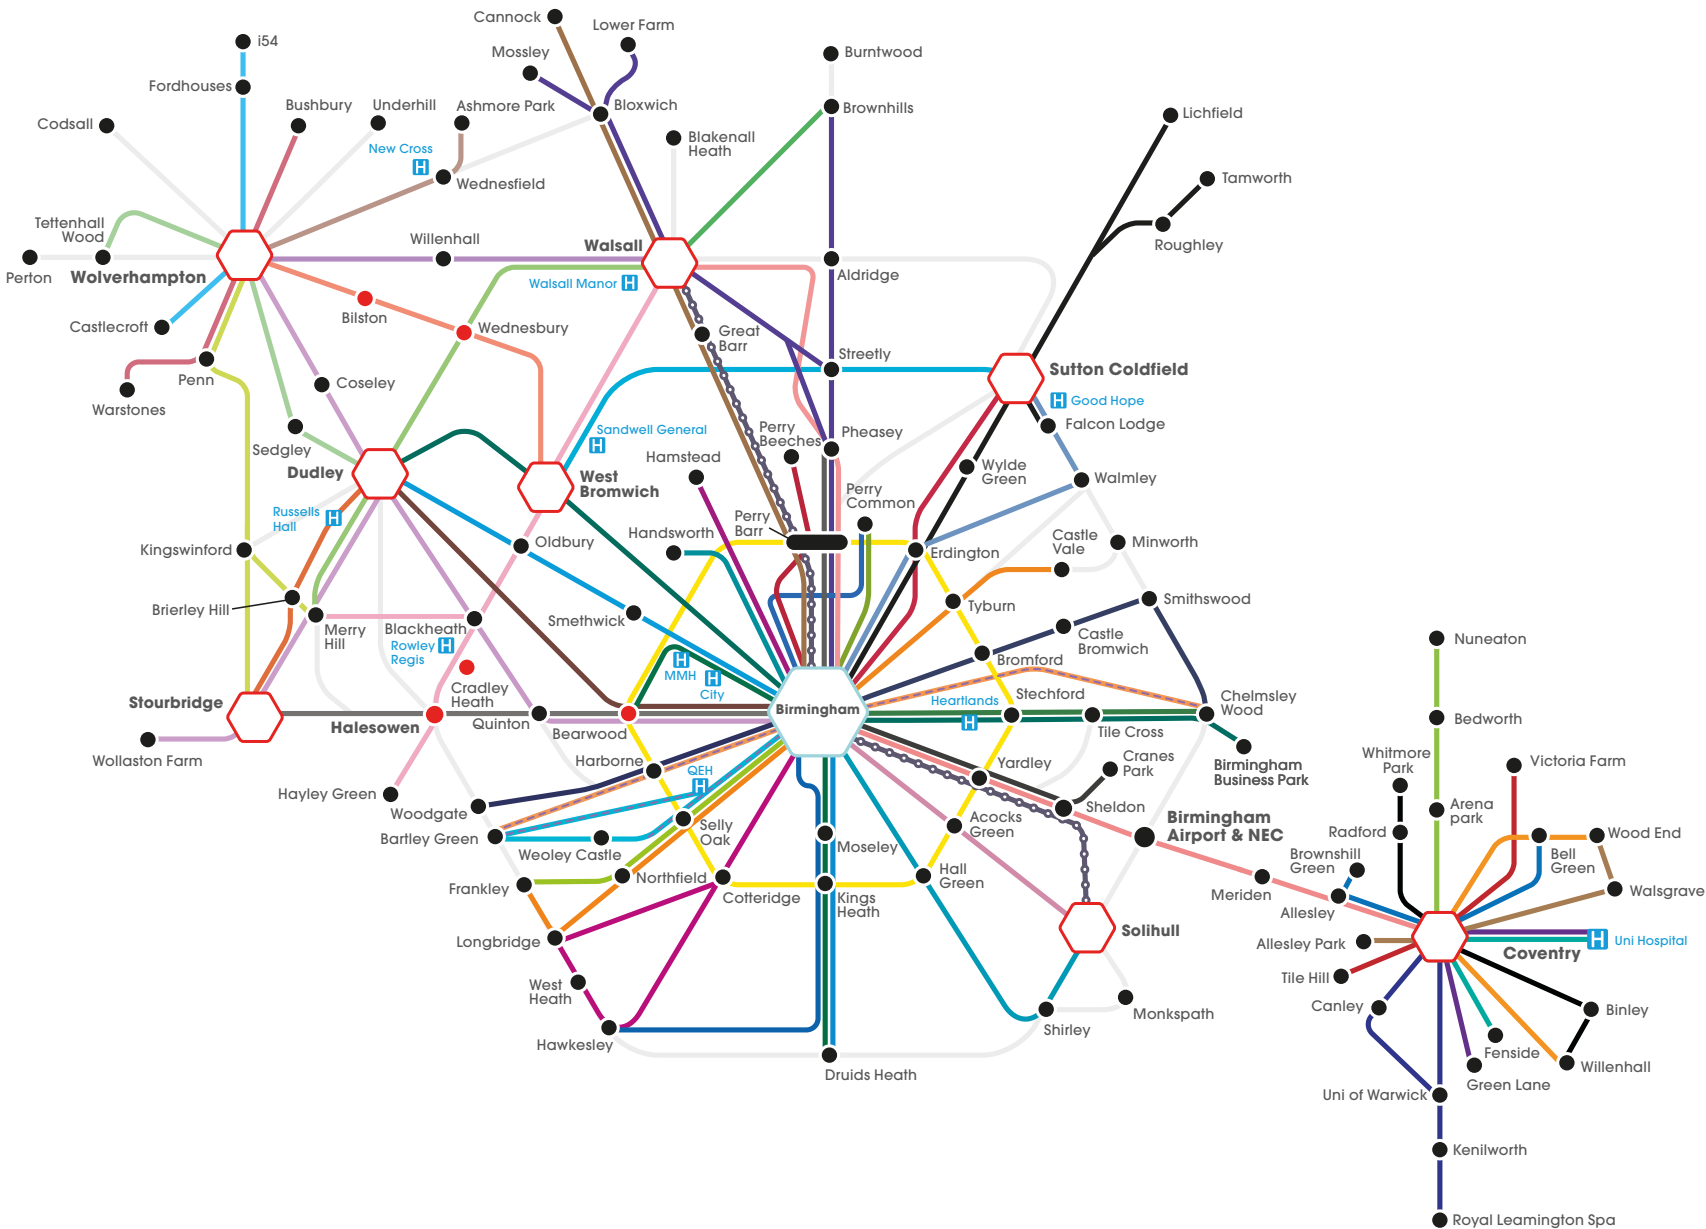 Cannock
Lower Farm
i54
Mossley
Burntwood
Fordhouses
Bushbury
Underhill
Ashmore Park
Bloxwich
Brownhills
Lichfield
Codsall
New Cross
H
Blakenall
Heath
Wednesfield
Tamworth
Tettenhall
Wood
Willenhall
Walsall
Roughley
Perton
Wolverhampton
Walsall Manor H
Aldridge
Bilston
Castlecroft
Wednesbury
Great
Barr
Streetly
Sutton Coldfield
Penn
Coseley
H Good Hope
Warstones
Sandwell General
H
Perry
Beeches
Pheasey
Falcon Lodge
Sedgley
Dudley
Hamstead
Wylde
Green
Walmley
West
Bromwich
Perry
Common
Russells
Hall
H
Perry
Barr
Handsworth
Castle
Vale
Minworth
Kingswinford
Oldbury
Erdington
Brierley Hill
Smethwick
Tyburn
Smithswood
Merry
Hill
Blackheath
Rowley
Regis
H
Castle
Bromwich
Nuneaton
Bromford
H
MMH
H
City
Cradley
Heath
Stourbridge
Halesowen
Quinton
Bearwood
Birmingham
Heartlands
H
Stechford
Chelmsley
Wood
Tile Cross
Bedworth
Wollaston Farm
Harborne
QEH
H
Yardley
Cranes
Park
Birmingham
Business Park
Whitmore
Park
Victoria Farm
Hayley Green
Woodgate
Sheldon
Bartley Green
Weoley Castle
Selly
Oak
Moseley
Acocks
Green
Birmingham
Airport & NEC
Radford
Arena
park
Wood End
Bell
Green
Brownshill
Green
Frankley
Northfield
Cotteridge
Kings
Heath
Hall
Green
Meriden
Allesley
Walsgrave
Longbridge
Solihull
Allesley Park
H Uni Hospital
Coventry
Tile Hill
West
Heath
Monkspath
Canley
Binley
Hawkesley
Shirley
Fenside
Green Lane
Willenhall
Druids Heath
Uni of Warwick
Kenilworth
Royal Leamington Spa